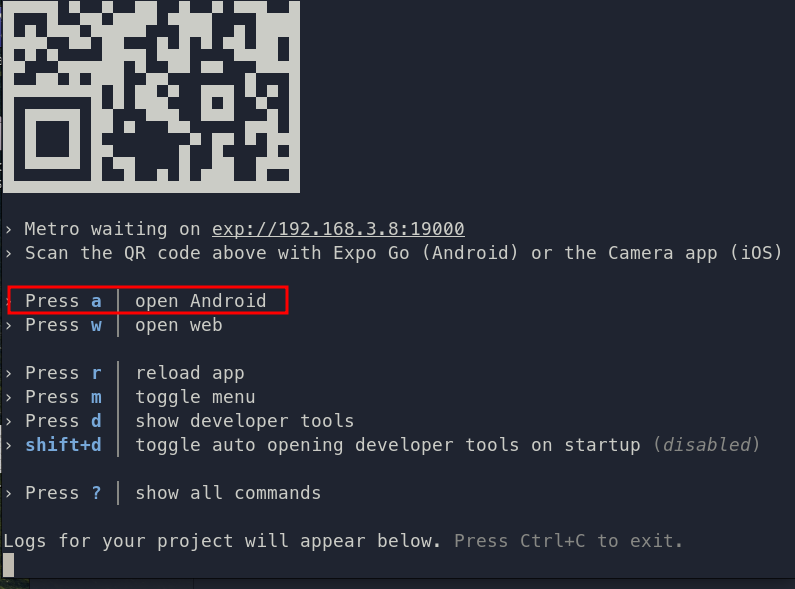 › Metro waiting on exp://192.168.3.8:19000
› Scan the QR code above with Expo Go (Android) or the Camera app (iOS)
› Press a │ open Android
› Press w │ open web
› Press r │ reload app
› Press m │ toggle menu
› Press d │ show developer tools
› shift+d │ toggle auto opening developer tools on startup (disabled)
› Press ? │ show all commands
Logs for your project will appear below. Press Ctrl+C to exit.